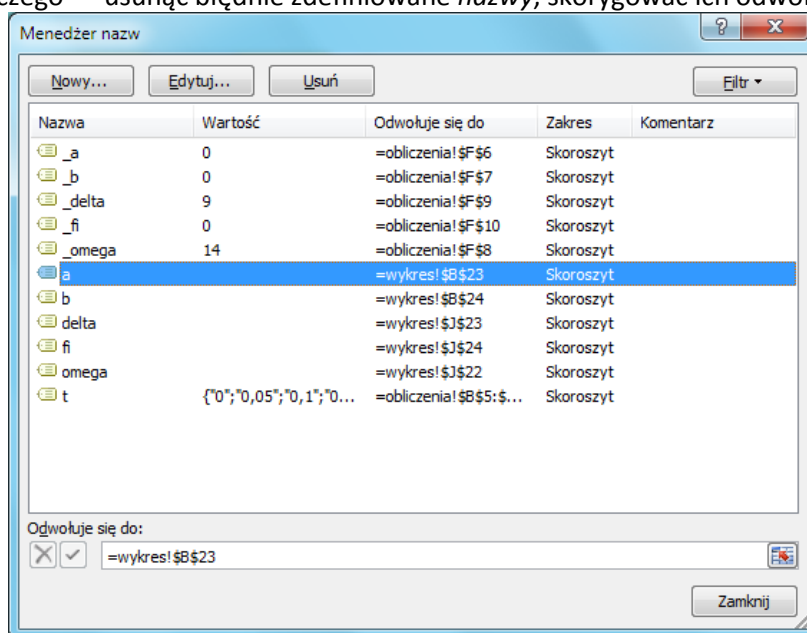 usunąć błędnie zdefiniowane nazwy, skorygować ich
Menedżer nazw
Nowy... Edytuj... Usuń Filtr
Nazwa Wartość Odwołuje się do Zakres Komentarz
_a 0 =obliczenia!$F$6 Skoroszyt
_b 0 =obliczenia!$F$7 Skoroszyt
_delta 9 =obliczenia!$F$9 Skoroszyt
_fi 0 =obliczenia!$F$10 Skoroszyt
_omega 14 =obliczenia!$F$8 Skoroszyt
a =wykres!$B$23 Skoroszyt
b =wykres!$B$24 Skoroszyt
delta =wykres!$J$23 Skoroszyt
fi =wykres!$J$24 Skoroszyt
omega =wykres!$J$22 Skoroszyt
t {"0";"0,05";"0,1";"0... =obliczenia!$B$5:$... Skoroszyt
Odwołuje się do:
=wykres!$B$23
Zamknij